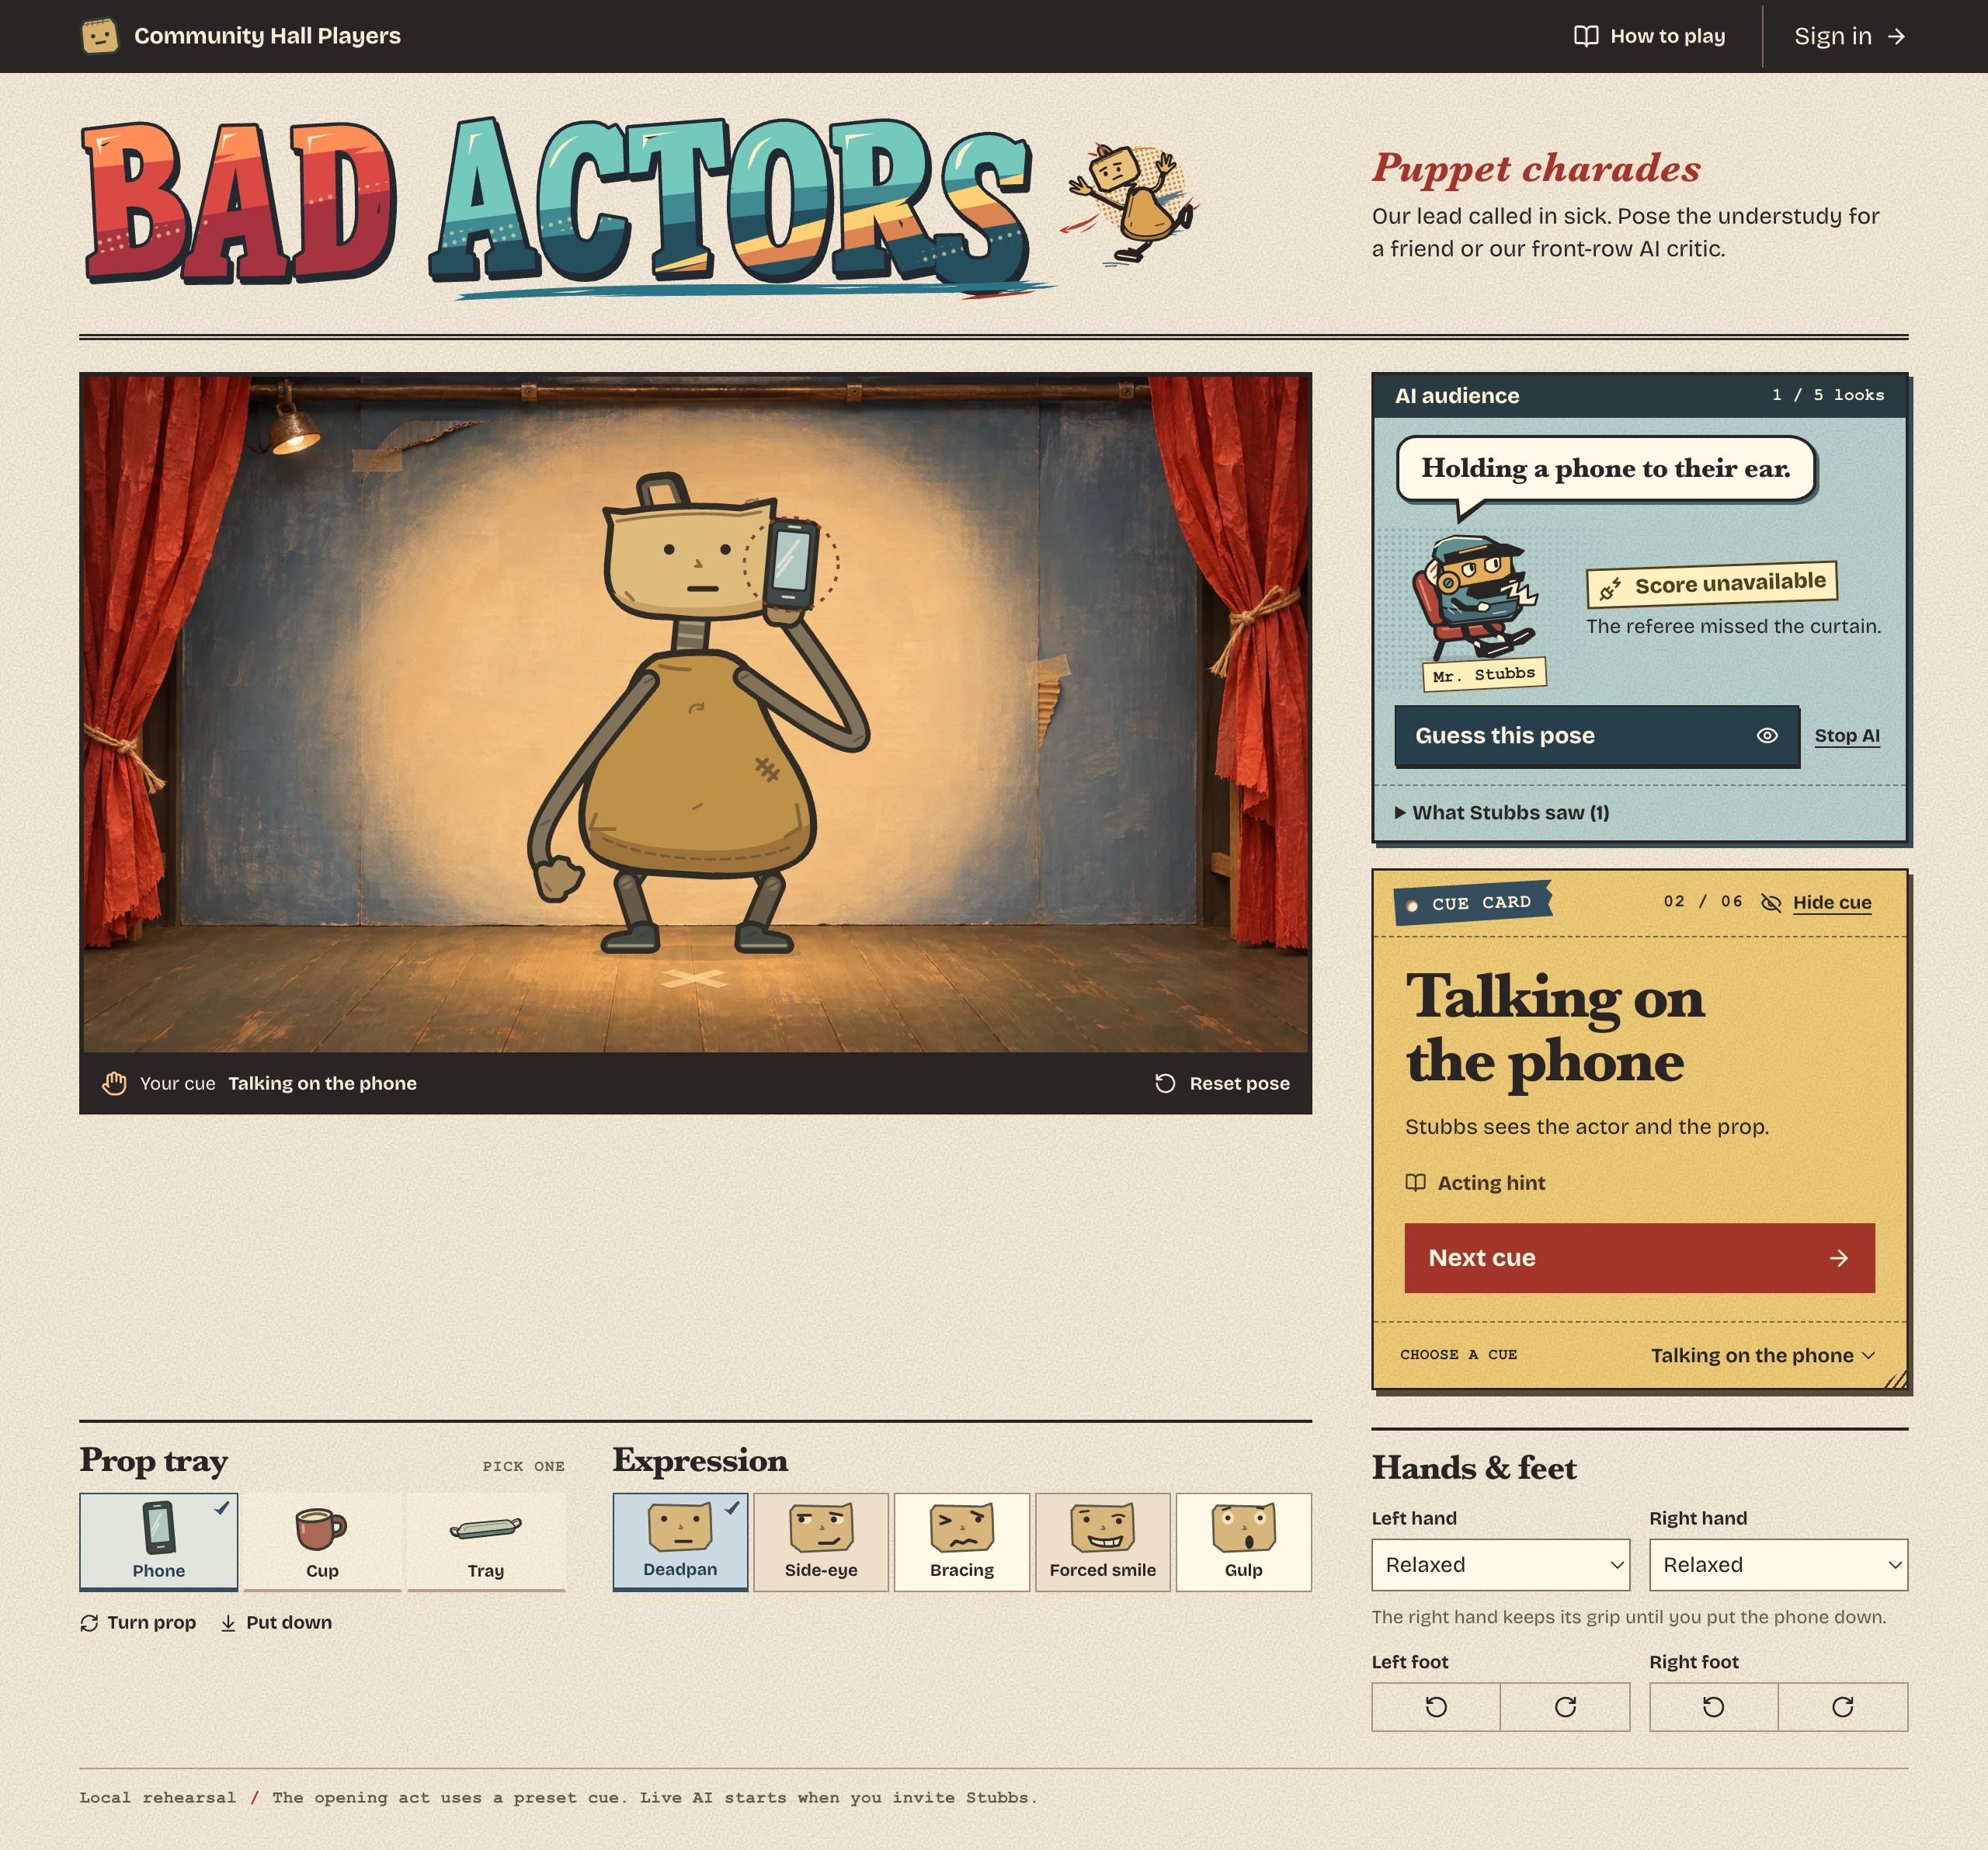 Community Hall Players
How to play
Sign in
BAD ACTORS
Puppet charades
Our lead called in sick. Pose the understudy for
a friend or our front-row AI critic.
AI audience
1 / 5 looks
Holding a phone to their ear.
Score unavailable
The referee missed the curtain.
Mr. Stubbs
Guess this pose
Stop AI
What Stubbs saw (1)
CUE CARD
02 / 06
Hide cue
Talking on
the phone
Stubbs sees the actor and the prop.
Acting hint
Next cue
CHOOSE A CUE
Talking on the phone
Your cue Talking on the phone
Reset pose
Prop tray
PICK ONE
Phone
Cup
Tray
Turn prop
Put down
Expression
Deadpan
Side-eye
Bracing
Forced smile
Gulp
Hands & feet
Left hand
Right hand
Relaxed
Relaxed
The right hand keeps its grip until you put the phone down.
Left foot
Right foot
Local rehearsal / The opening act uses a preset cue. Live AI starts when you invite Stubbs.